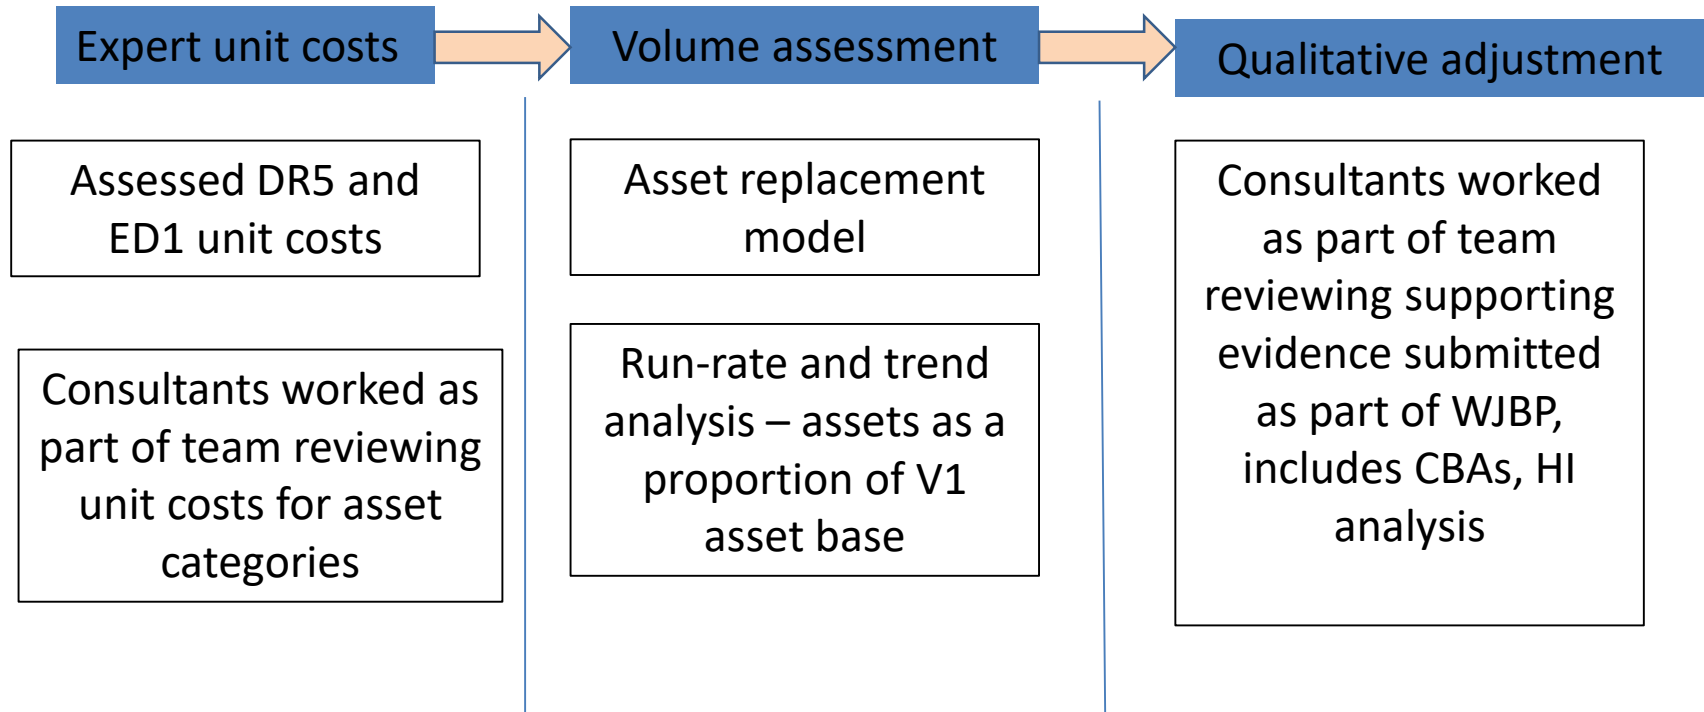 Expert unit costs
Volume assessment
Qualitative adjustment
Assessed DR5 and
ED1 unit costs
Consultants worked as
part of team reviewing
unit costs for asset
categories
Asset replacement
model
Run-rate and trend
analysis – assets as a
proportion of V1
asset base
Consultants worked
as part of team
reviewing supporting
evidence submitted
as part of WJBP,
includes CBAs, HI
analysis